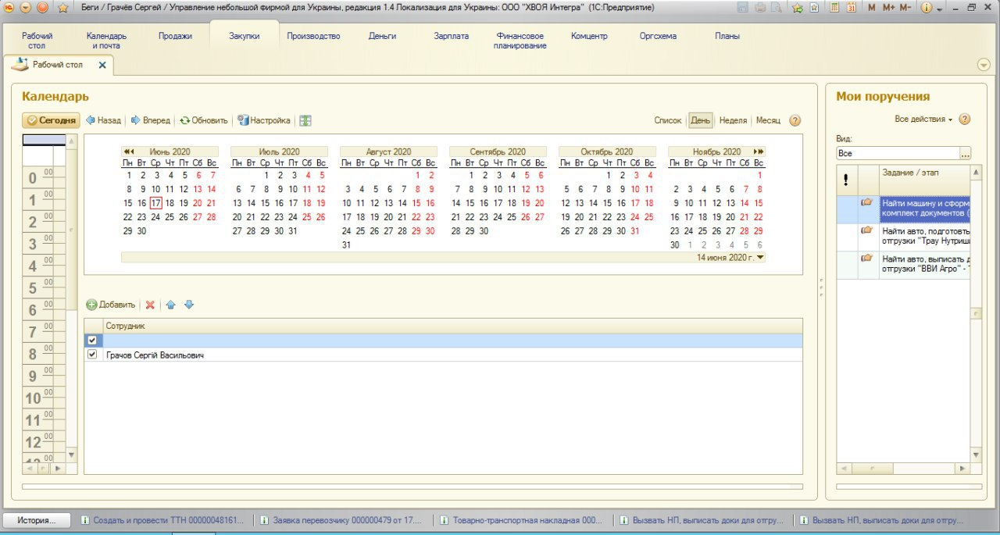 Беги / Грачёв Сергей / Управление небольшой фирмой для Украины, редакция 1.4 Локализация для Украины: ООО "ХВОЯ Интегра" (1С:Предприятие)
M M+ M-
Рабочий стол
Календарь и почта
Продажи
Закупки
Производство
Деньги
Зарплата
Финансовое планирование
Комцентр
Оргсхема
Планы
Рабочий стол
Календарь
Сегодня Назад Вперед Обновить Настройка
Список День Неделя Месяц
0 00
1 00
2 00
3 00
4 00
5 00
6 00
7 00
8 00
9 00
10 00
11 00
12 00
00
Июнь 2020
Пн Вт Ср Чт Пт Сб Вс
1 2 3 4 5 6 7
8 9 10 11 12 13 14
15 16 17 18 19 20 21
22 23 24 25 26 27 28
29 30
Июль 2020
Пн Вт Ср Чт Пт Сб Вс
1 2 3 4 5
6 7 8 9 10 11 12
13 14 15 16 17 18 19
20 21 22 23 24 25 26
27 28 29 30 31
Август 2020
Пн Вт Ср Чт Пт Сб Вс
1 2
3 4 5 6 7 8 9
10 11 12 13 14 15 16
17 18 19 20 21 22 23
24 25 26 27 28 29 30
31
Сентябрь 2020
Пн Вт Ср Чт Пт Сб Вс
1 2 3 4 5 6
7 8 9 10 11 12 13
14 15 16 17 18 19 20
21 22 23 24 25 26 27
28 29 30
Октябрь 2020
Пн Вт Ср Чт Пт Сб Вс
1 2 3 4
5 6 7 8 9 10 11
12 13 14 15 16 17 18
19 20 21 22 23 24 25
26 27 28 29 30 31
Ноябрь 2020
Пн Вт Ср Чт Пт Сб Вс
1
2 3 4 5 6 7 8
9 10 11 12 13 14 15
16 17 18 19 20 21 22
23 24 25 26 27 28 29
30 1 2 3 4 5 6
14 июня 2020 г.
Добавить
Сотрудник
Грачов Сергій Васильович
Мои поручения
Все действия
Вид:
Все ...
! Задание / этап
Найти машину и сформ
комплект документов (
Найти авто, подготовть
отгрузки "Трау Нутриш
Найти авто, выписать д
отгрузки "ВВИ Агро" -
История...
Создать и провести ТТН 00000048161...
Заявка перевозчику 000000479 от 17....
Товарно-транспортная накладная 000...
Вызвать НП, выписать доки для отгру...
Вызвать НП, выписать доки для отгру...